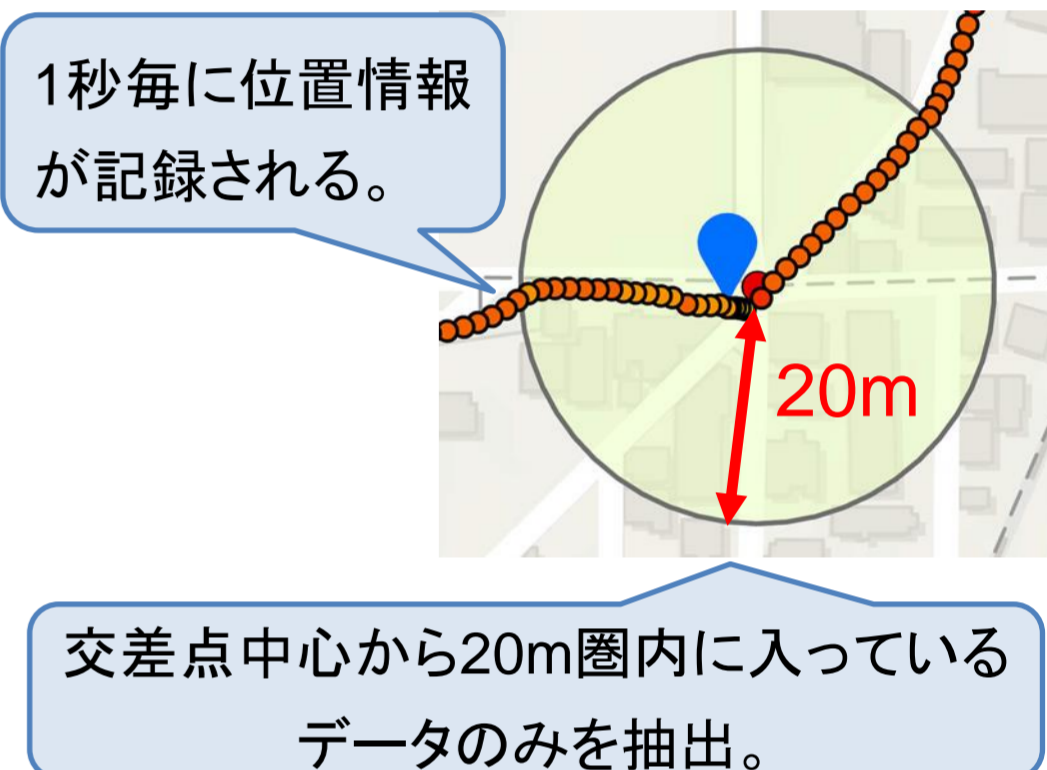 1秒毎に位置情報
が記録される。
20m
交差点中心から20m圏内に入っている
データのみを抽出。